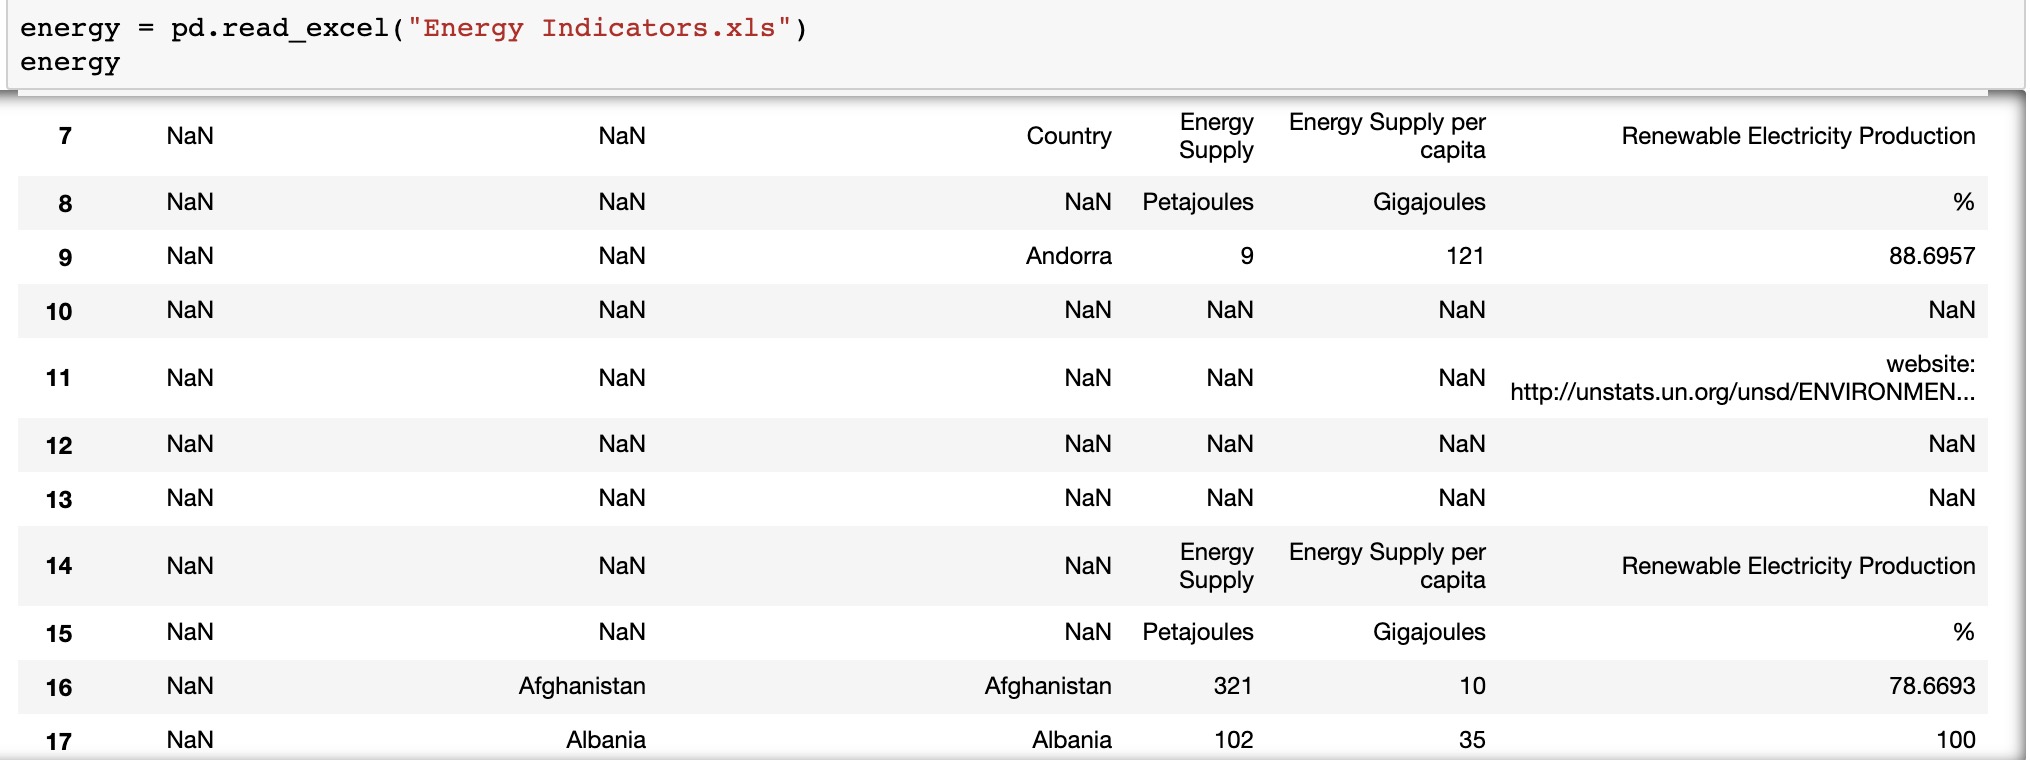 energy = pd.read_excel("Energy Indicators.xls")
energy
7 NaN NaN Country Energy Supply Energy Supply per capita Renewable Electricity Production
8 NaN NaN NaN Petajoules Gigajoules %
9 NaN NaN Andorra 9 121 88.6957
10 NaN NaN NaN NaN NaN NaN
11 NaN NaN NaN NaN NaN website: http://unstats.un.org/unsd/ENVIRONMEN...
12 NaN NaN NaN NaN NaN NaN
13 NaN NaN NaN NaN NaN NaN
14 NaN NaN NaN Energy Supply Energy Supply per capita Renewable Electricity Production
15 NaN NaN NaN Petajoules Gigajoules %
16 NaN Afghanistan Afghanistan 321 10 78.6693
17 NaN Albania Albania 102 35 100